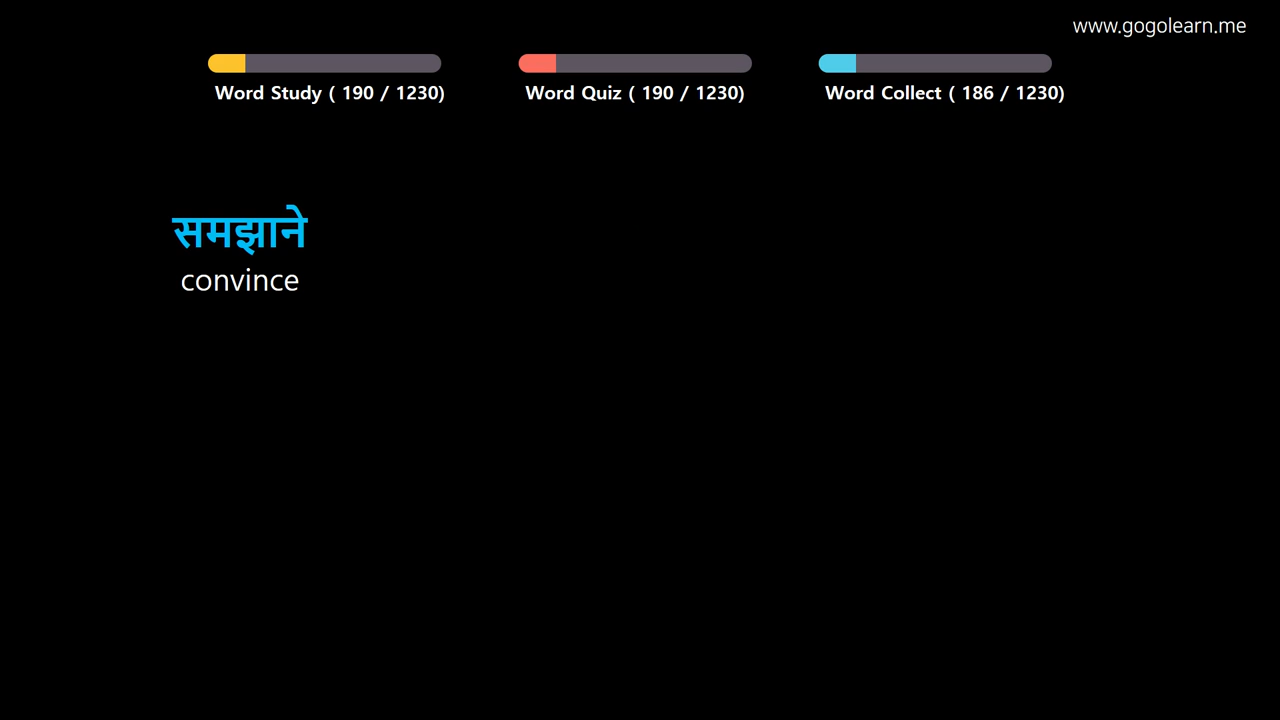 www.gogolearn.me
Word Study ( 190 / 1230)
Word Quiz ( 190 / 1230)
Word Collect ( 186 / 1230)
समझाने
convince